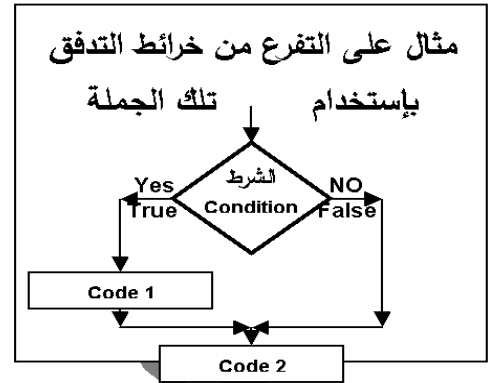 مثال على التفرع من خرائط التدفق
بإستخدام تلك الجملة
الشرط
Yes NO
True Condition False
Code 1
Code 2